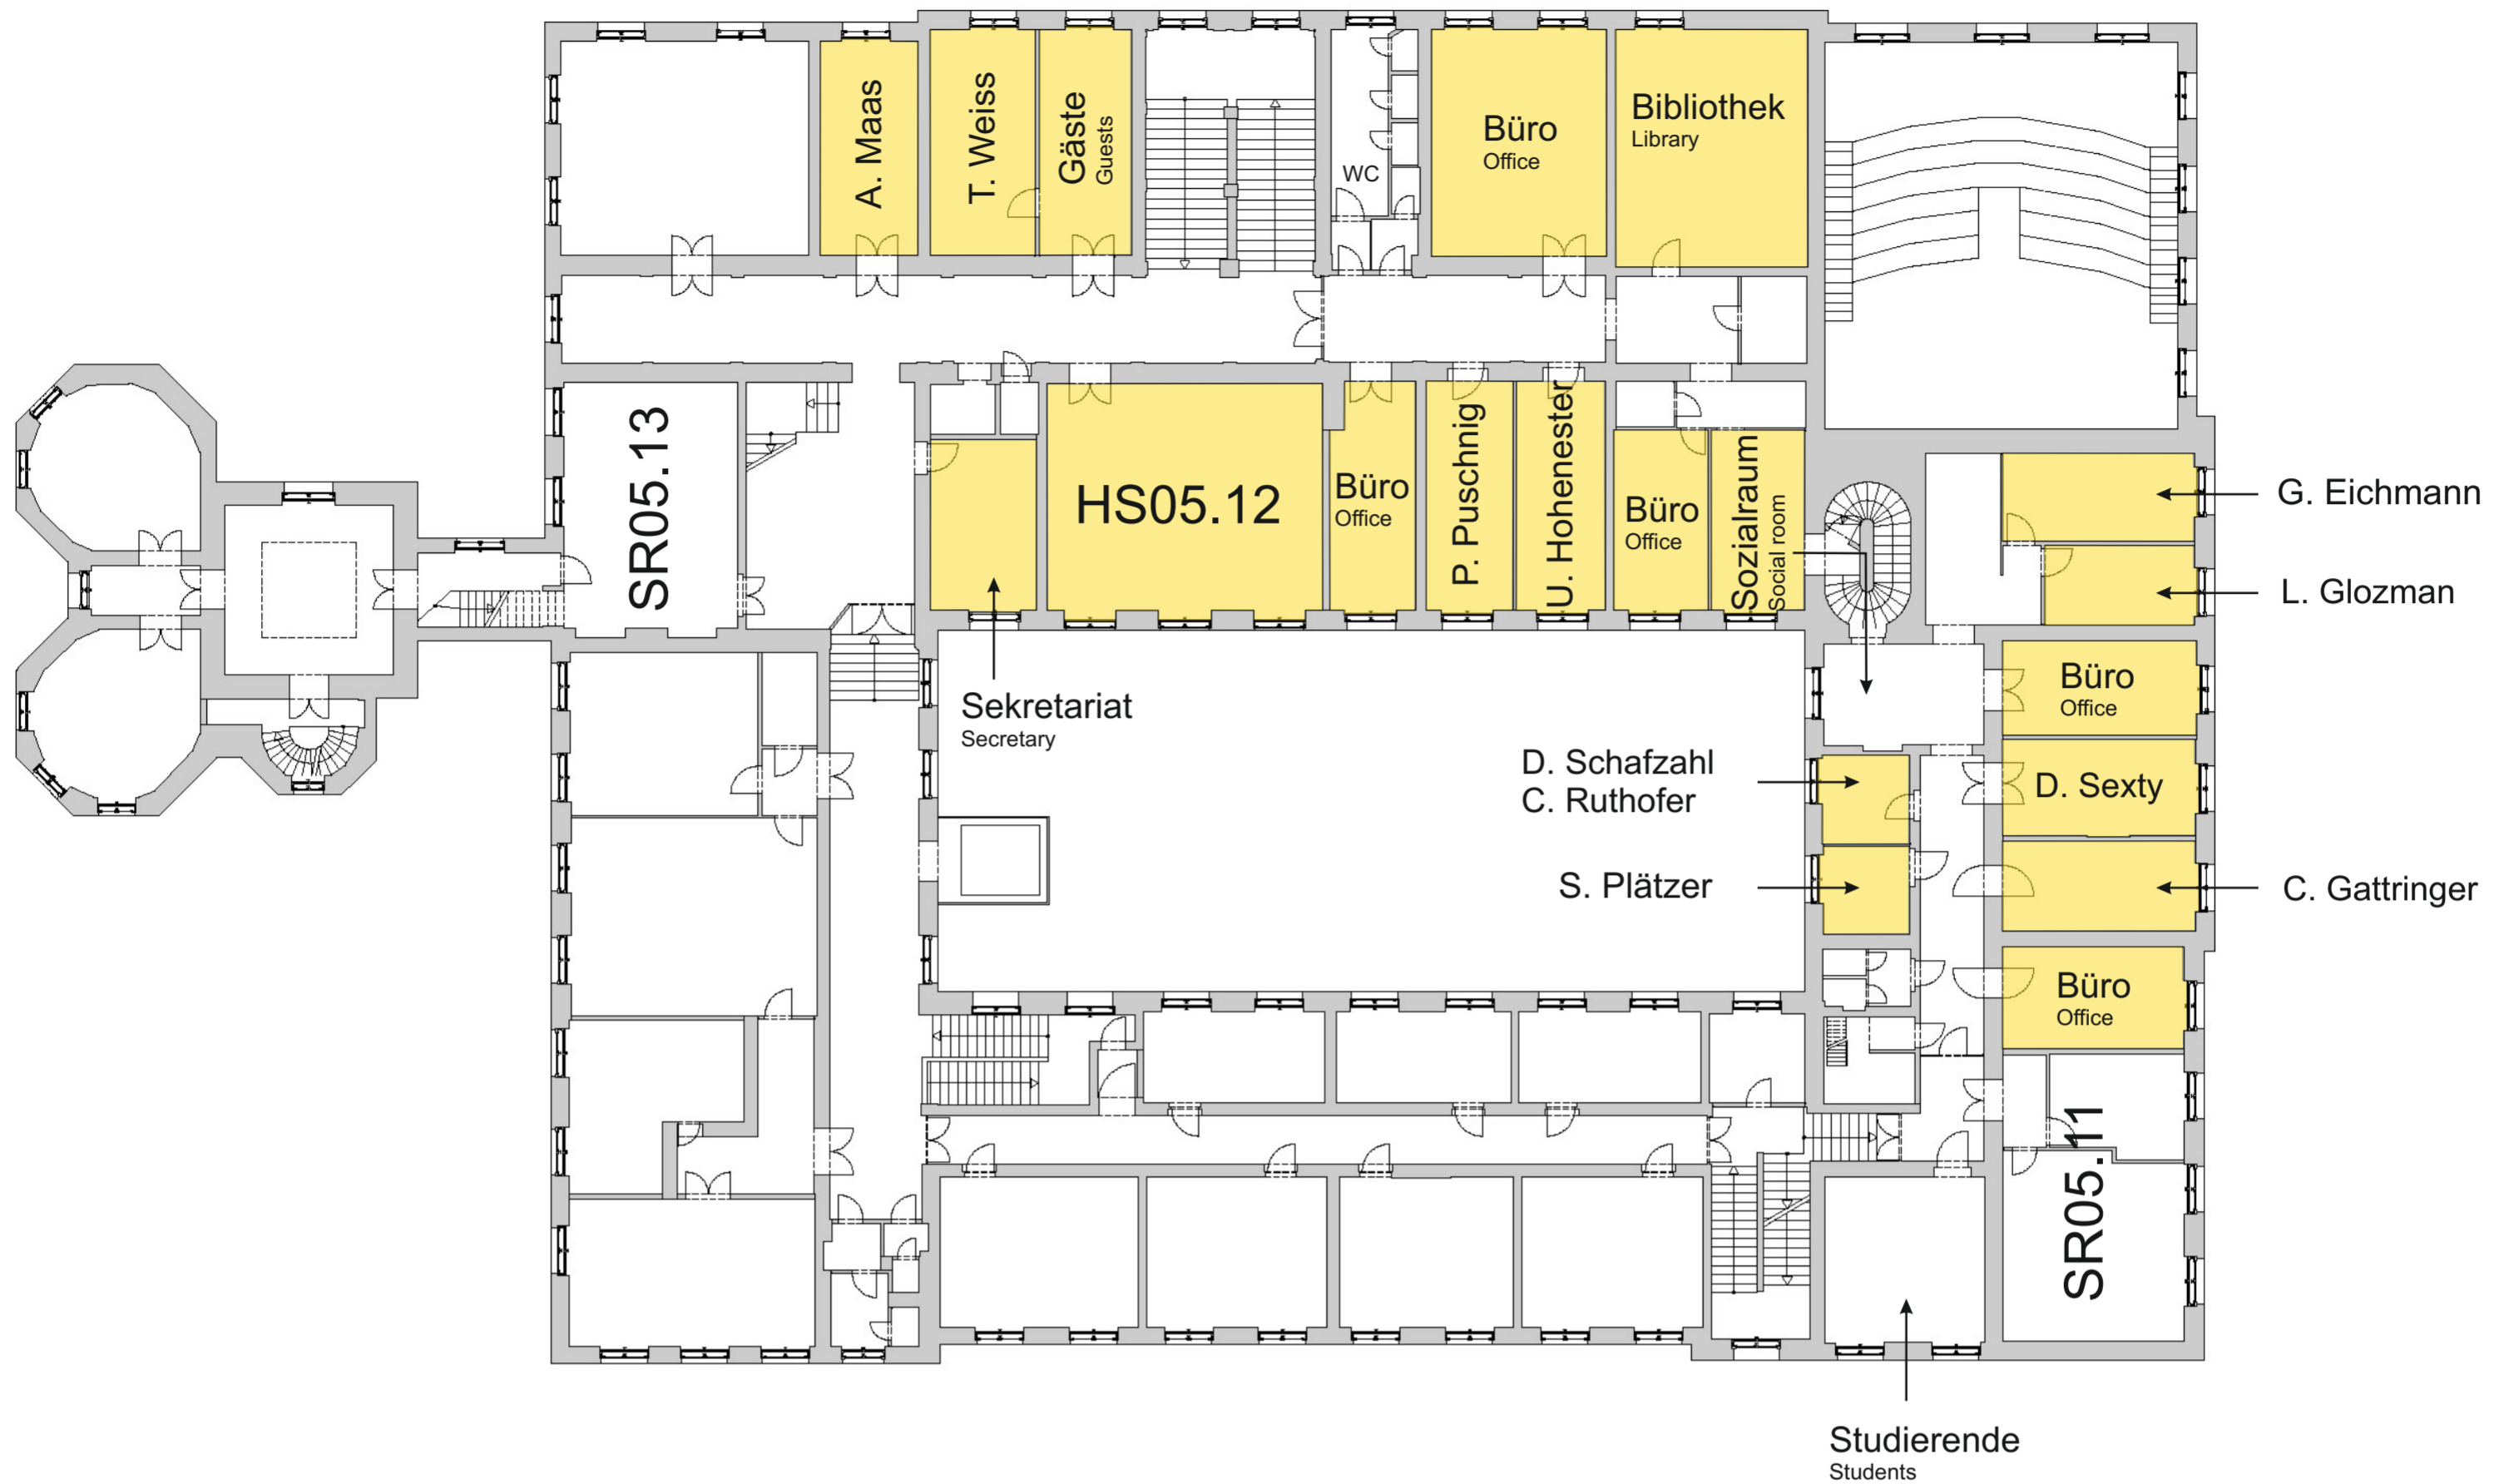 A. Maas
T. Weiss
Gäste
Guests
WC
Büro
Office
Bibliothek
Library
SR05.13
HS05.12
Büro
Office
P. Puschnig
U. Hohenester
Büro
Office
Sozialraum
Social room
G. Eichmann
L. Glozman
Sekretariat
Secretary
Büro
Office
D. Schafzahl
C. Ruthofer
D. Sexty
S. Plätzer
C. Gattringer
Büro
Office
SR05.11
Studierende
Students